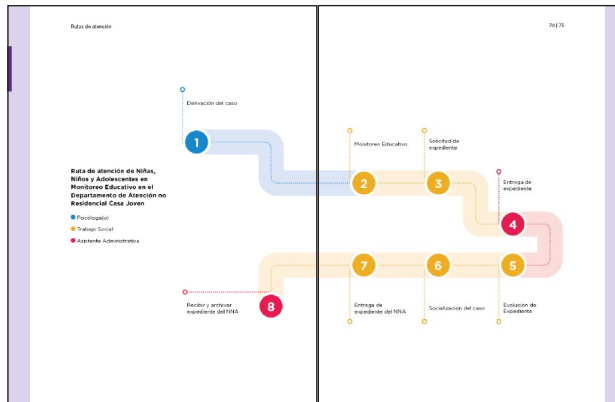 Rutas de atención
74 | 75
Derivación del caso
1
Monitoreo Educativo
Solicitud de
expediente
2
3
Entrega de
expediente
4
Ruta de atención de Niñas,
Niños y Adolescentes en
Monitoreo Educativo en el
Departamento de Atención no
Residencial Casa Joven
Psicóloga(o)
Trabajo Social
Asistente Administrativa
7
6
5
8
Recibir y archivar
expediente del NNA
Entrega de
expediente del NNA
Socialización del caso
Evolución de
Expediente